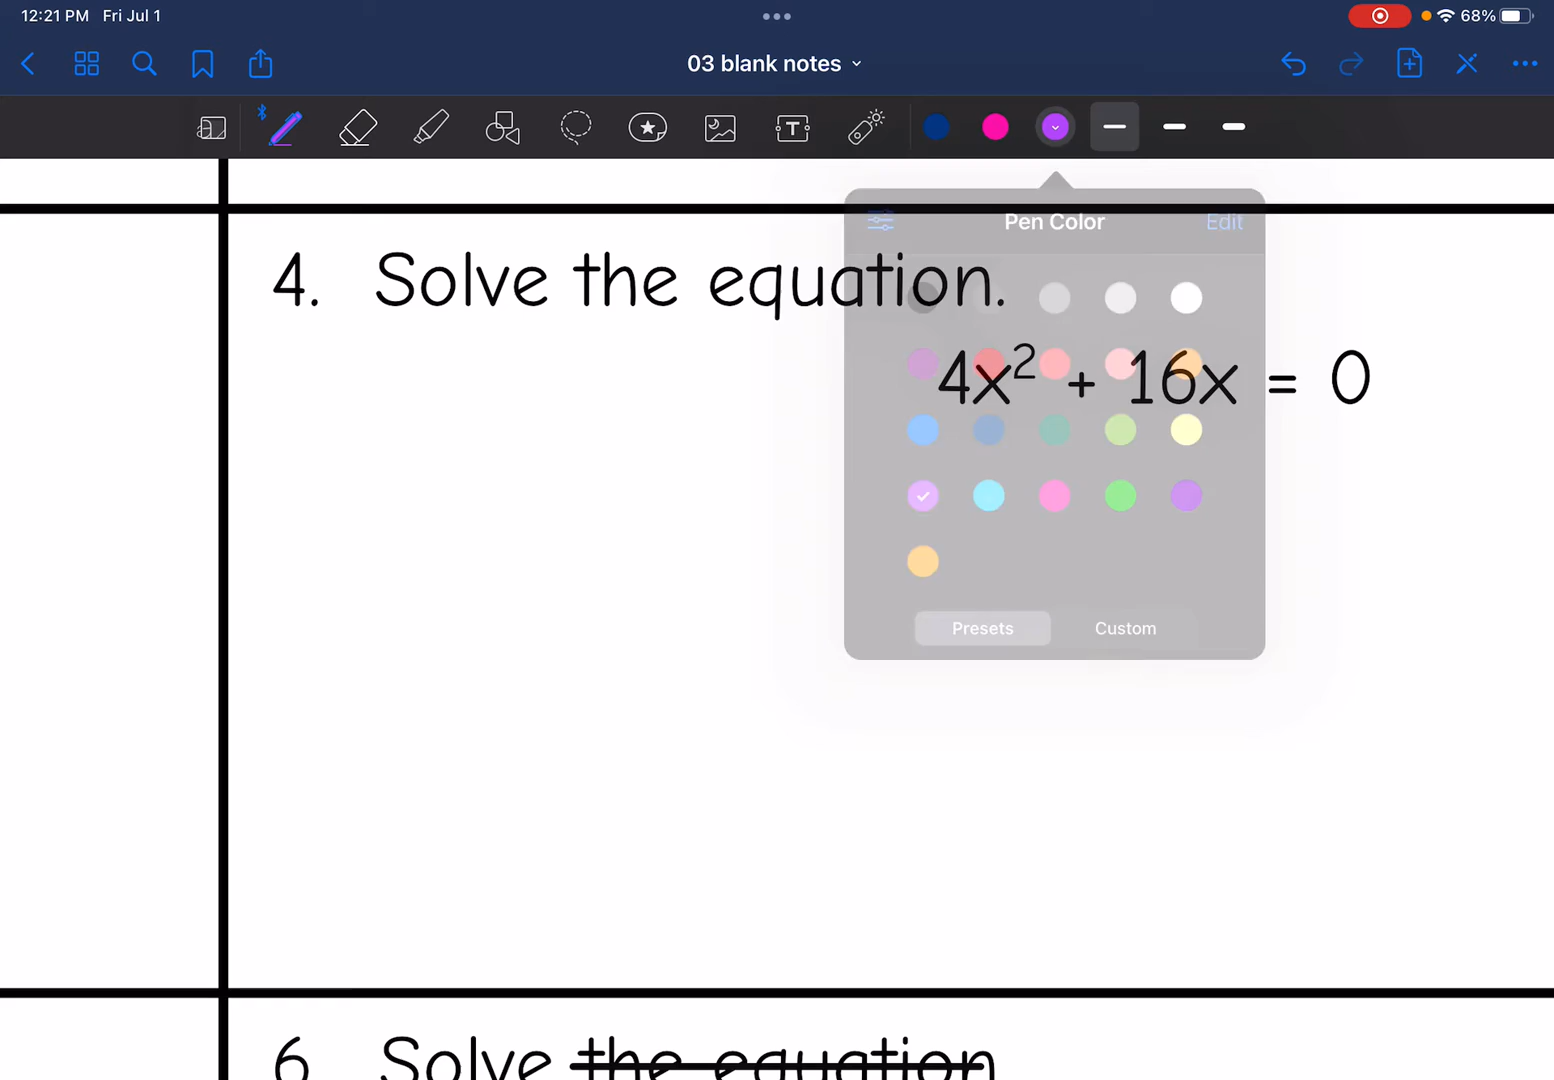 12:21 PM Fri Jul 1
68%
03 blank notes
T
Pen Color
Edit
4. Solve the equation.
4x² + 16x = 0
Presets
Custom
6 Solve the equation